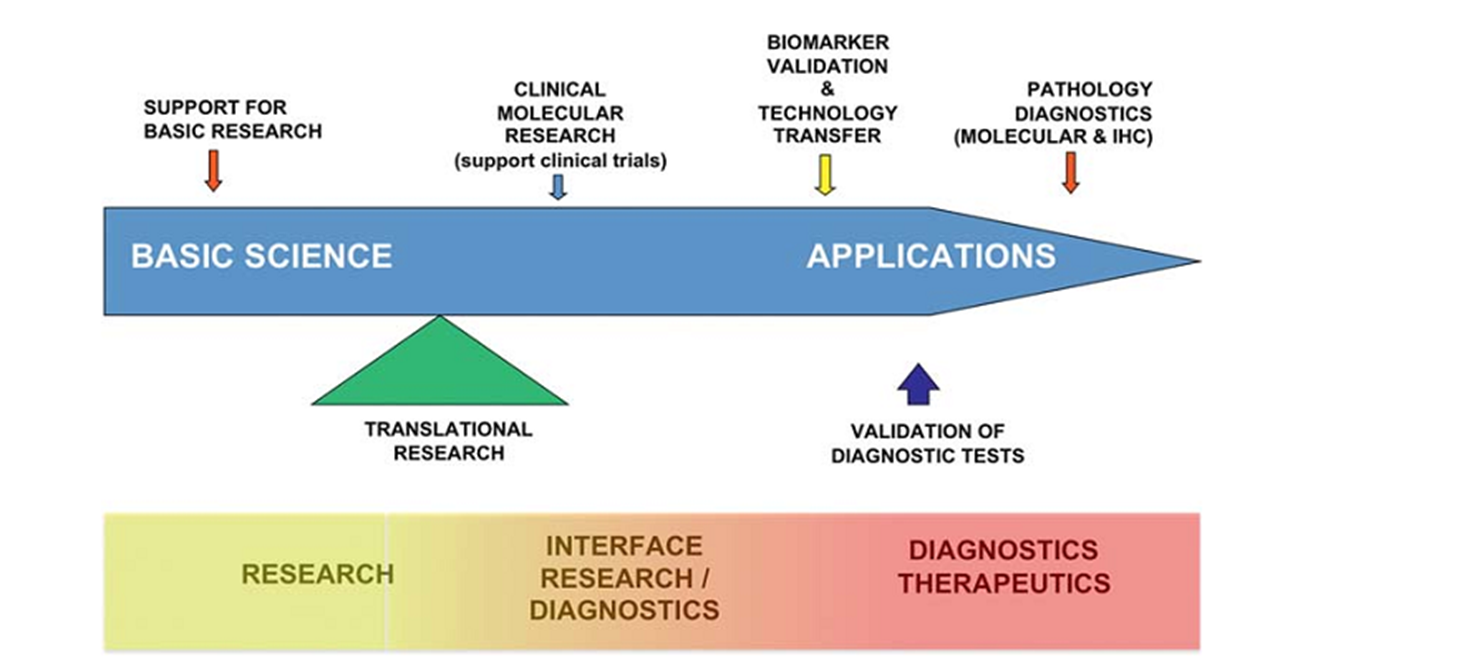 SUPPORT FOR
BASIC RESEARCH
CLINICAL
MOLECULAR
RESEARCH
(support clinical trials)
BIOMARKER
VALIDATION
&
TECHNOLOGY
TRANSFER
PATHOLOGY
DIAGNOSTICS
(MOLECULAR & IHC)
BASIC SCIENCE
APPLICATIONS
TRANSLATIONAL
RESEARCH
VALIDATION OF
DIAGNOSTIC TESTS
RESEARCH
INTERFACE
RESEARCH /
DIAGNOSTICS
DIAGNOSTICS
THERAPEUTICS